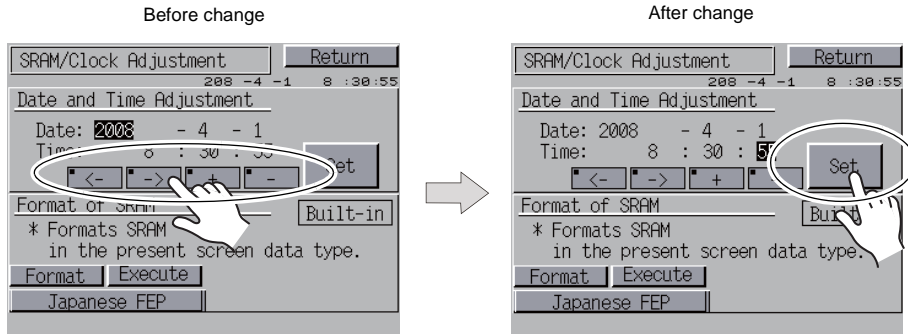 Before change
SRAM/Clock Adjustment Return
208 -4 -1 8 :30:55
Date and Time Adjustment
Date: 2008 - 4 - 1
Time: 8 : 30 : 55
Set
<- -> + -
Format of SRAM
Built-in
* Formats SRAM
in the present screen data type.
Format Execute
Japanese FEP
After change
SRAM/Clock Adjustment Return
208 -4 -1 8 :30:55
Date and Time Adjustment
Date: 2008 - 4 - 1
Time: 8 : 30 : 55
Set
<- -> +
Format of SRAM
* Formats SRAM
in the present screen data type.
Format Execute
Japanese FEP